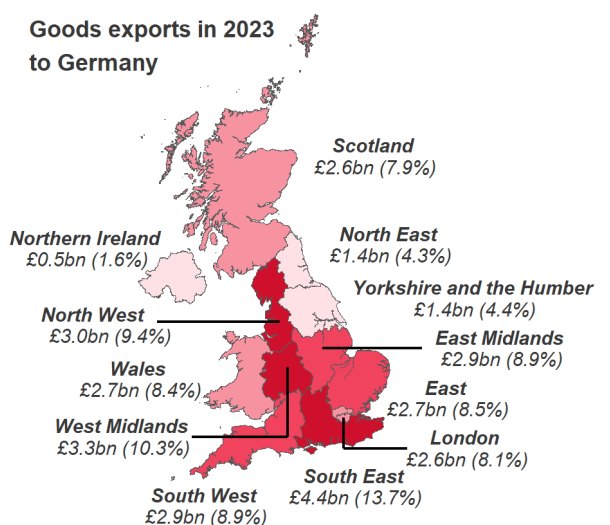 Goods exports in 2023
to Germany
Scotland
£2.6bn (7.9%)
Northern Ireland
£0.5bn (1.6%)
North East
£1.4bn (4.3%)
Yorkshire and the Humber
£1.4bn (4.4%)
North West
£3.0bn (9.4%)
East Midlands
£2.9bn (8.9%)
Wales
£2.7bn (8.4%)
East
£2.7bn (8.5%)
West Midlands
£3.3bn (10.3%)
London
£2.6bn (8.1%)
South East
£4.4bn (13.7%)
South West
£2.9bn (8.9%)